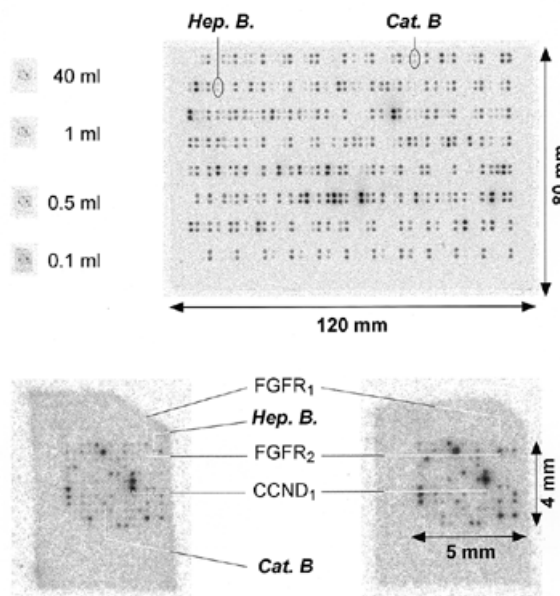 Hep. B. Cat. B
40 ml
1 ml
0.5 ml
0.1 ml
80 mm
120 mm
FGFR1
Hep. B.
FGFR2
CCND1
Cat. B
4 mm
5 mm